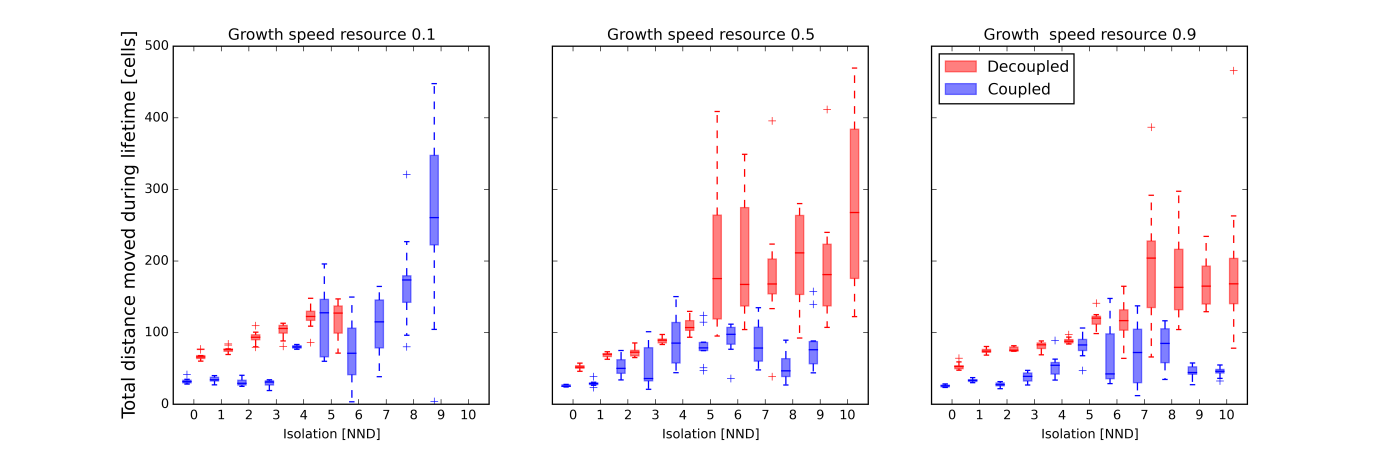 Growth speed resource 0.1
Growth speed resource 0.5
Growth  speed resource 0.9
Total distance moved during lifetime [cells]
500
400
300
200
100
0
Decoupled
Coupled
0 1 2 3 4 5 6 7 8 9 10
0 1 2 3 4 5 6 7 8 9 10
0 1 2 3 4 5 6 7 8 9 10
Isolation [NND]
Isolation [NND]
Isolation [NND]